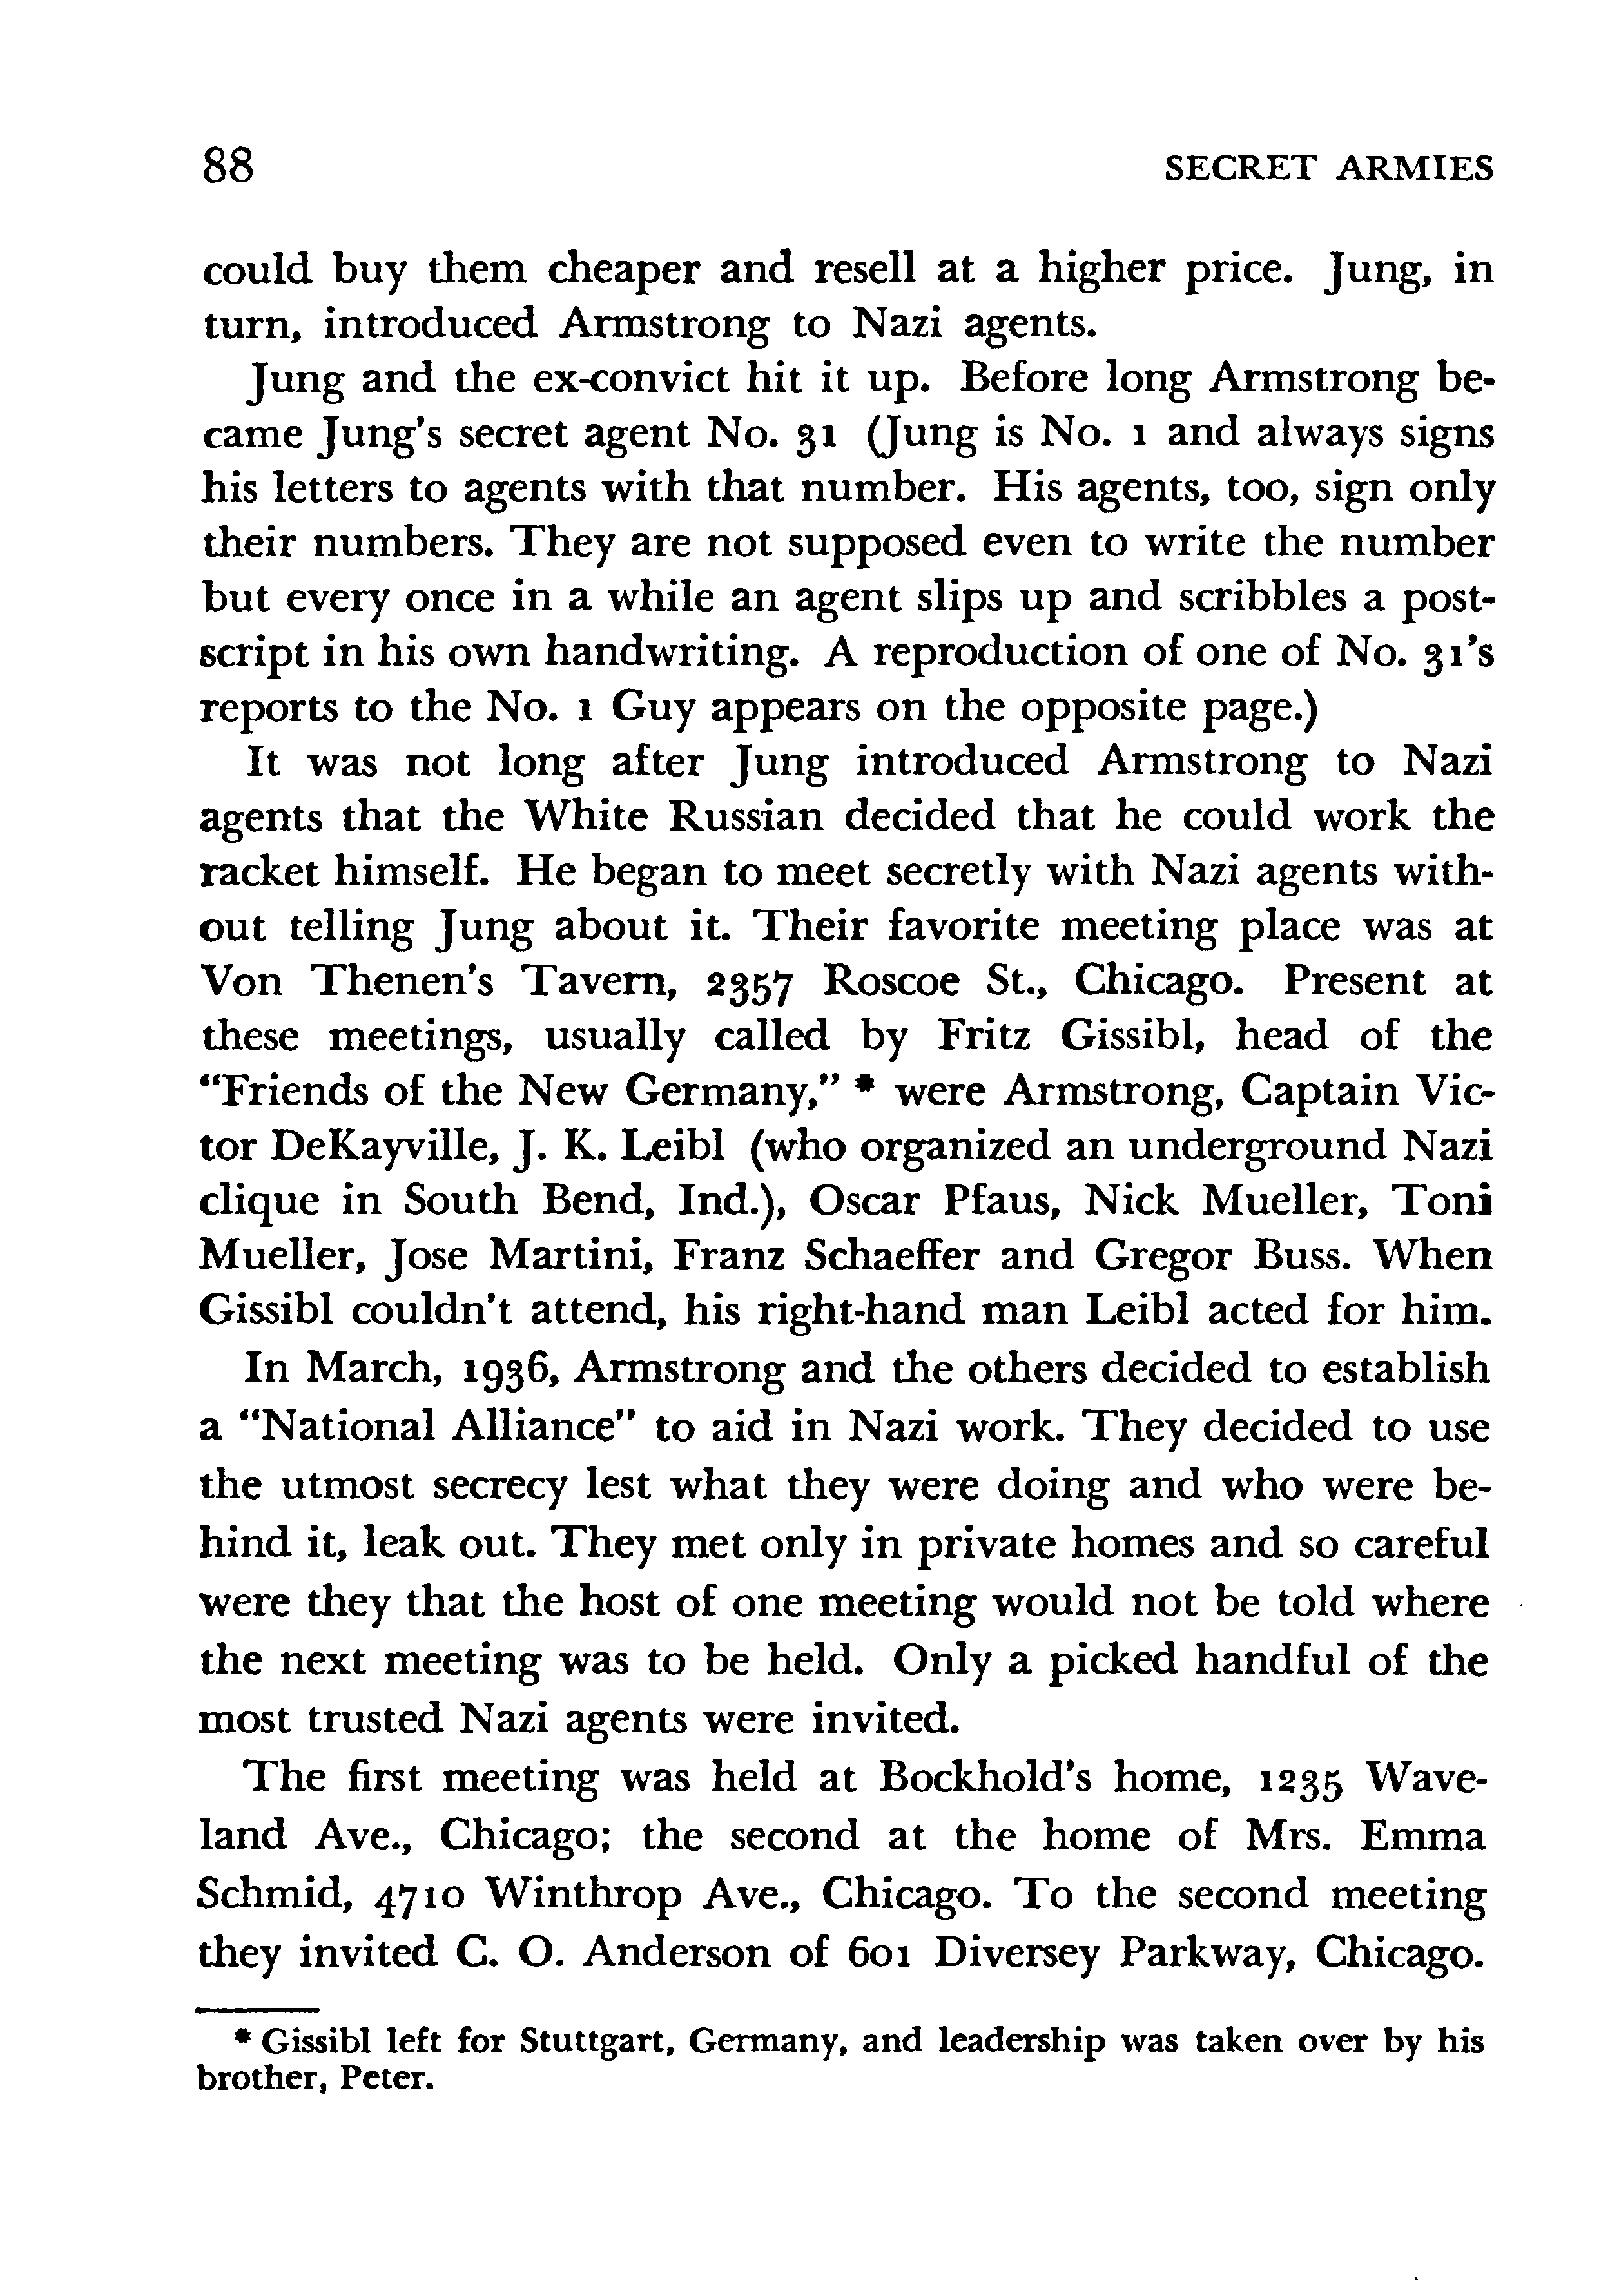 88 SECRET ARMIES
could buy them cheaper and resell at a higher price. Jung, in
turn, introduced Armstrong to Nazi agents.
Jung and the ex-convict hit it up. Before long Armstrong be-
came Jung's secret agent No. 31 (Jung is No. 1 and always signs
his letters to agents with that number. His agents, too, sign only
their numbers. They are not supposed even to write the number
but every once in a while an agent slips up and scribbles a post-
script in his own handwriting. A reproduction of one of No. 31's
reports to the No. 1 Guy appears on the opposite page.)
It was not long after Jung introduced Armstrong to Nazi
agents that the White Russian decided that he could work the
racket himself. He began to meet secretly with Nazi agents with-
out telling Jung about it. Their favorite meeting place was at
Von Thenen's Tavern, 2357 Roscoe St., Chicago. Present at
these meetings, usually called by Fritz Gissibl, head of the
“Friends of the New Germany,” * were Armstrong, Captain Vic-
tor DeKayville, J. K. Leibl (who organized an underground Nazi
clique in South Bend, Ind.), Oscar Pfaus, Nick Mueller, Toni
Mueller, Jose Martini, Franz Schaeffer and Gregor Buss. When
Gissibl couldn't attend, his right-hand man Leibl acted for him.
In March, 1936, Armstrong and the others decided to establish
a “National Alliance” to aid in Nazi work. They decided to use
the utmost secrecy lest what they were doing and who were be-
hind it, leak out. They met only in private homes and so careful
were they that the host of one meeting would not be told where
the next meeting was to be held. Only a picked handful of the
most trusted Nazi agents were invited.
The first meeting was held at Bockhold's home, 1235 Wave-
land Ave., Chicago; the second at the home of Mrs. Emma
Schmid, 4710 Winthrop Ave., Chicago. To the second meeting
they invited C. O. Anderson of 601 Diversey Parkway, Chicago.
* Gissibl left for Stuttgart, Germany, and leadership was taken over by his
brother, Peter.